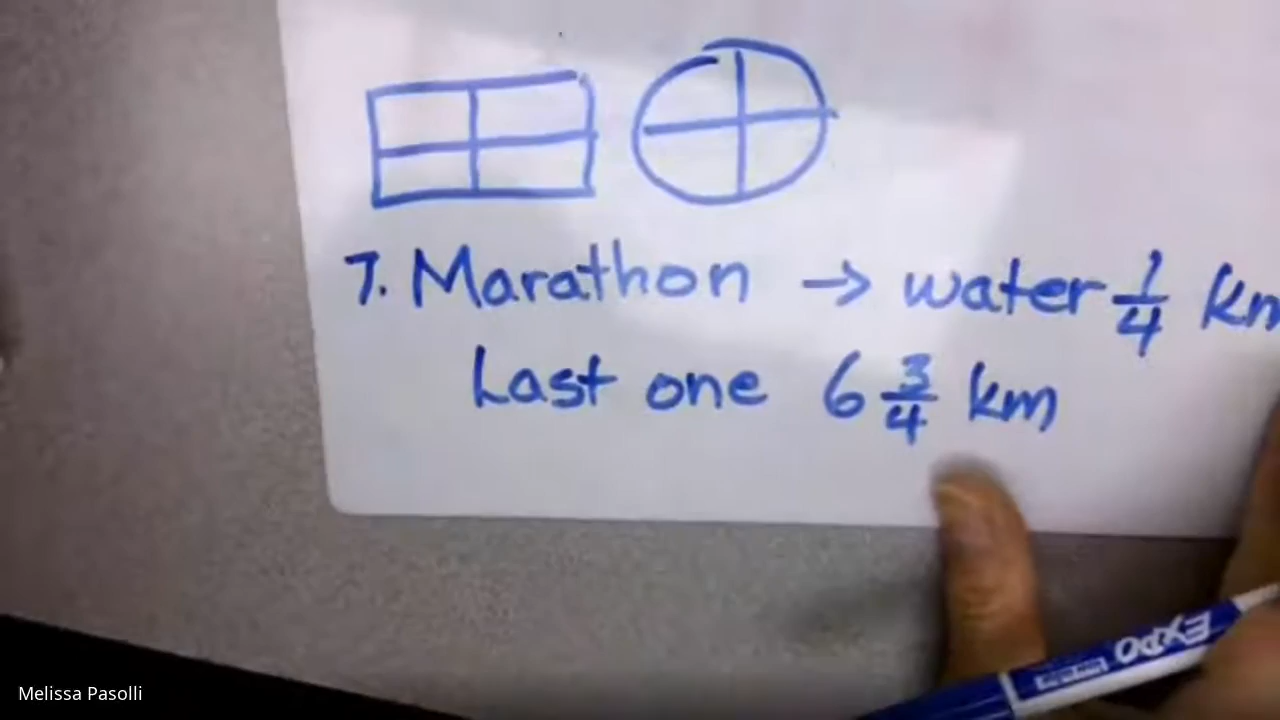 7. Marathon → water 1/4 km
Last one 6 3/4 km
EXPO
Melissa Pasolli